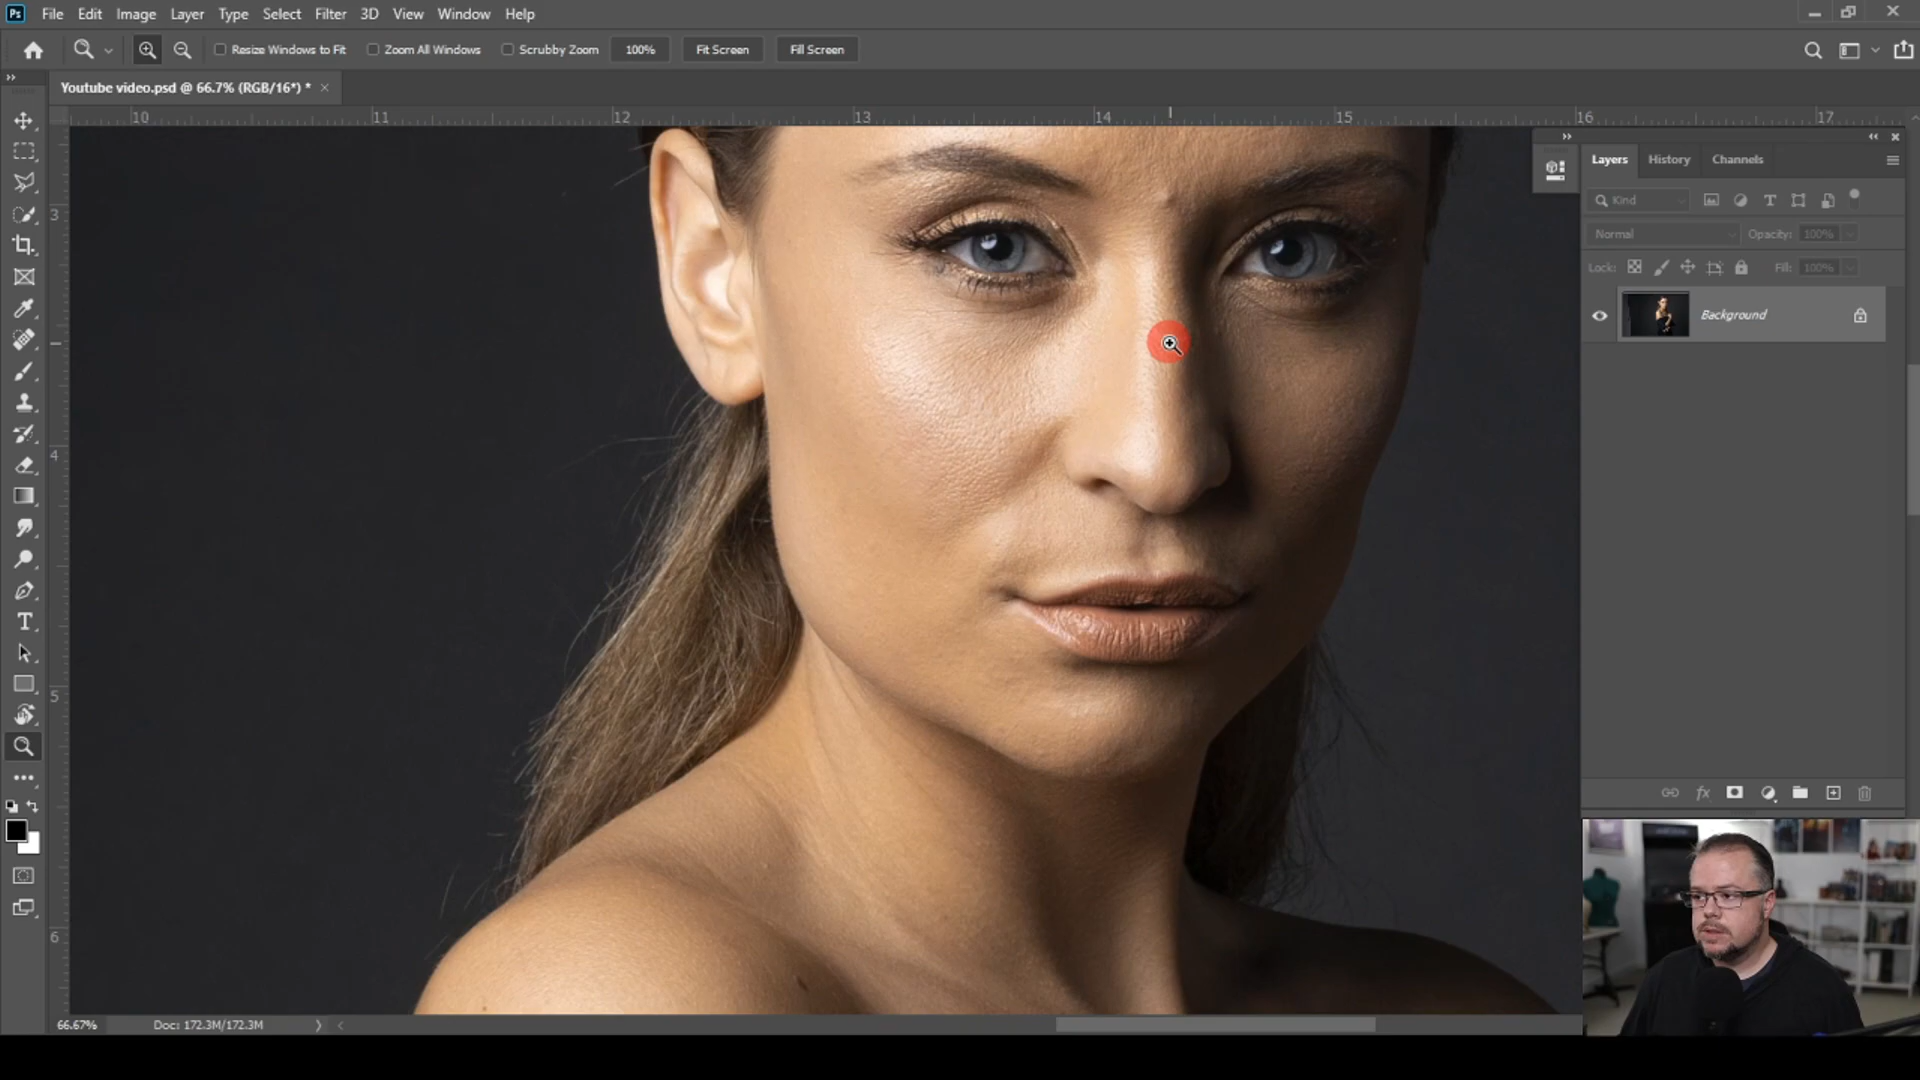 Ps File Edit Image Layer Type Select Filter 3D View Window Help
Resize Windows to Fit Zoom All Windows Scrubby Zoom 100% Fit Screen Fill Screen
Youtube video.psd @ 66.7% (RGB/16*) *
10 11 12 13 14 15 16 17
Layers History Channels
Kind
Normal Opacity: 100%
Lock: Fill: 100%
Background
fx
3
4
5
6
66.67% Doc: 172.3M/172.3M